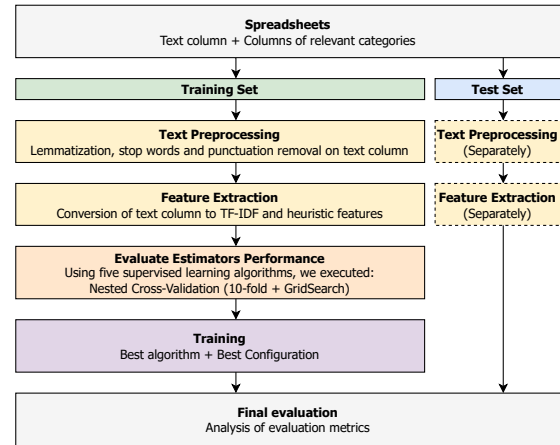 Spreadsheets
Text column + Columns of relevant categories
Training Set
Test Set
Text Preprocessing
Lemmatization, stop words and punctuation removal on text column
Text Preprocessing
(Separately)
Feature Extraction
Conversion of text column to TF-IDF and heuristic features
Feature Extraction
(Separately)
Evaluate Estimators Performance
Using five supervised learning algorithms, we executed:
Nested Cross-Validation (10-fold + GridSearch)
Training
Best algorithm + Best Configuration
Final evaluation
Analysis of evaluation metrics